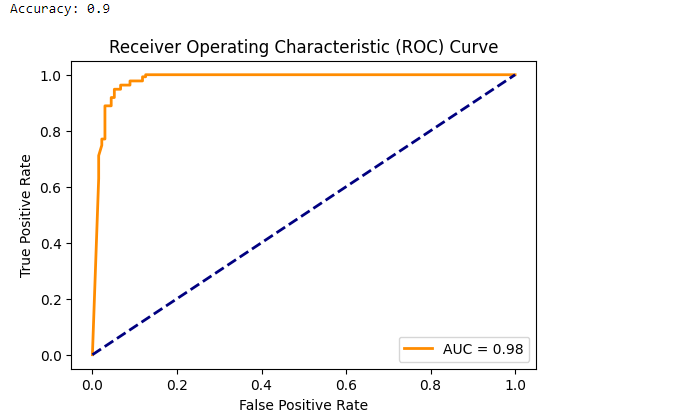 Accuracy: 0.9
Receiver Operating Characteristic (ROC) Curve
1.0
0.8
0.6
0.4
0.2
0.0
True Positive Rate
AUC = 0.98
0.0 0.2 0.4 0.6 0.8 1.0
False Positive Rate